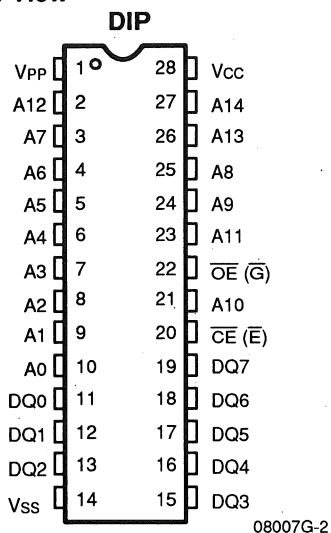 DIP
VPP 1 28 VCC
A12 2 27 A14
A7 3 26 A13
A6 4 25 A8
A5 5 24 A9
A4 6 23 A11
A3 7 22 O̅E̅ (G̅)
A2 8 21 A10
A1 9 20 C̅E̅ (E̅)
A0 10 19 DQ7
DQ0 11 18 DQ6
DQ1 12 17 DQ5
DQ2 13 16 DQ4
VSS 14 15 DQ3
08007G-2